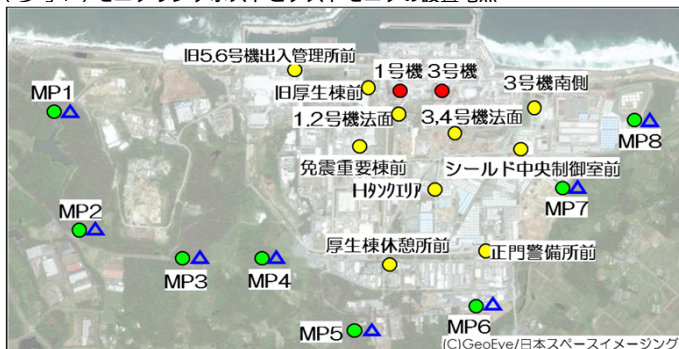 旧5.6号機出入管理所前
1号機 3号機
MP1
旧厚生棟前
3号機南側
1.2号機法面
3.4号機法面
MP8
免震重要棟前
シールド中央制御室前
Hタンクエリア
MP7
MP2
厚生棟休憩所前
正門警備所前
MP3
MP4
MP5
MP6
(C)GeoEye/日本スペースイメージング